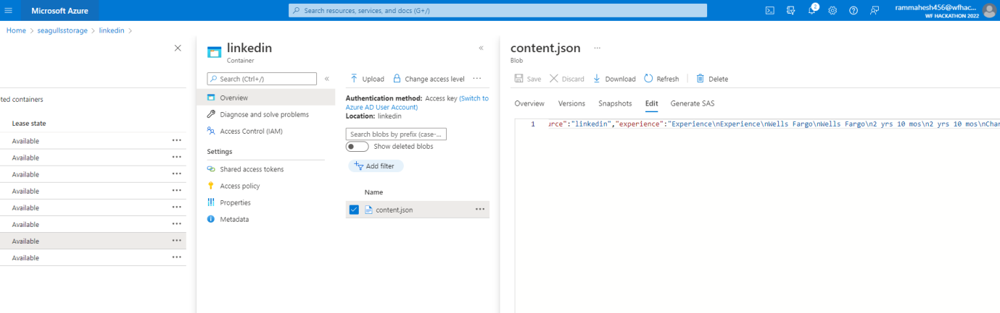 Microsoft Azure
Search resources, services, and docs (G+/)
2
rammahesh456@wfhac...
WF HACKATHON 2022
Home > seagullsstorage > linkedin >
ted containers
Lease state
Available
Available
Available
Available
Available
Available
Available
Available
linkedin
Container
Search (Ctrl+/)
Overview
Diagnose and solve problems
Access Control (IAM)
Settings
Shared access tokens
Access policy
Properties
Metadata
Upload
Change access level
Authentication method: Access key (Switch to
Azure AD User Account)
Location: linkedin
Search blobs by prefix (case-...
Show deleted blobs
Add filter
Name
content.json
content.json
Blob
Save
Discard
Download
Refresh
Delete
Overview
Versions
Snapshots
Edit
Generate SAS
1 urce":"linkedin","experience":"Experience\nExperience\nWells Fargo\nWells Fargo\n2 yrs 10 mos\n2 yrs 10 mos\nChar